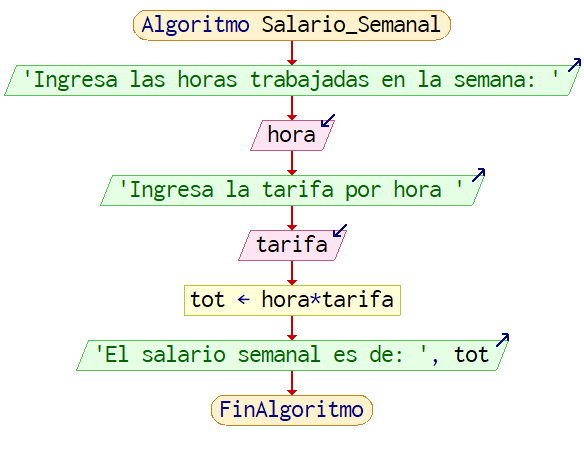 Algoritmo Salario_Semanal
'Ingresa las horas trabajadas en la semana: '
hora
'Ingresa la tarifa por hora '
tarifa
tot ← hora*tarifa
'El salario semanal es de: ', tot
FinAlgoritmo